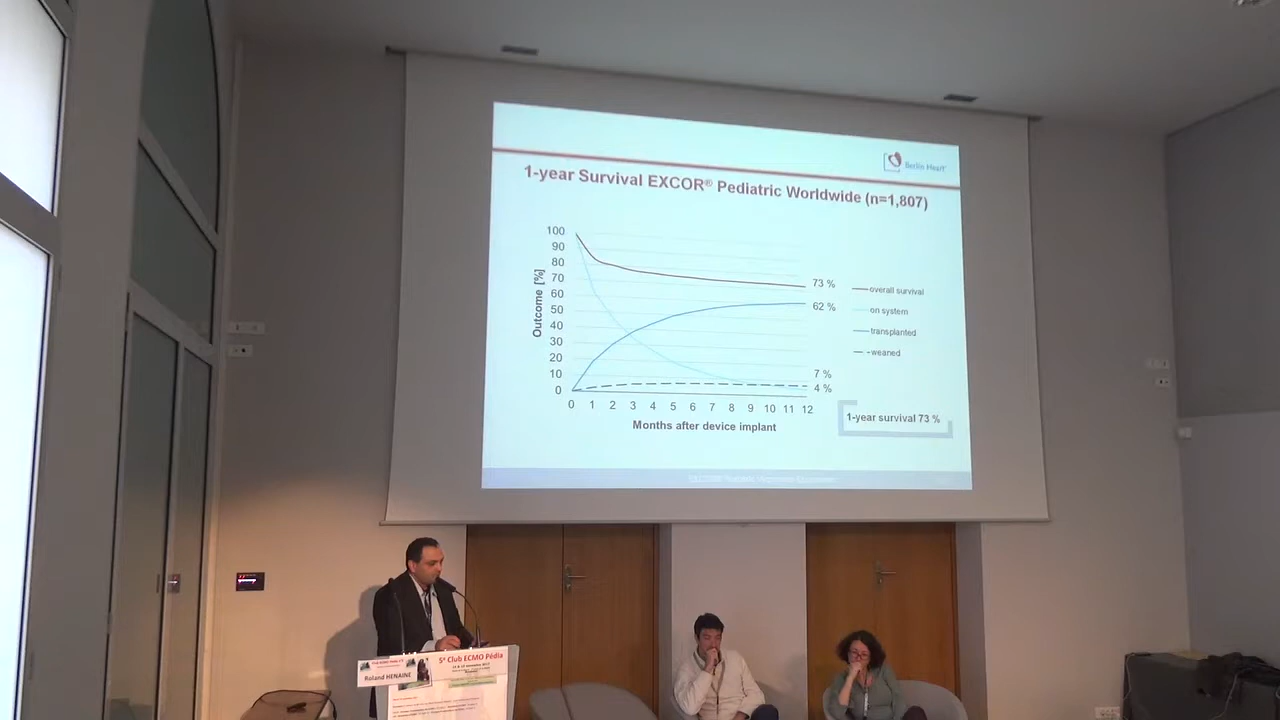 Berlin Heart
1-year Survival EXCOR® Pediatric Worldwide (n=1,807)
Outcome [%]
100
90
80
70
60
50
40
30
20
10
0
0 1 2 3 4 5 6 7 8 9 10 11 12
Months after device implant
73 %
62 %
7 %
4 %
overall survival
on system
transplanted
weaned
1-year survival 73 %
5e Club ECMO Pédia
Roland HENAINE